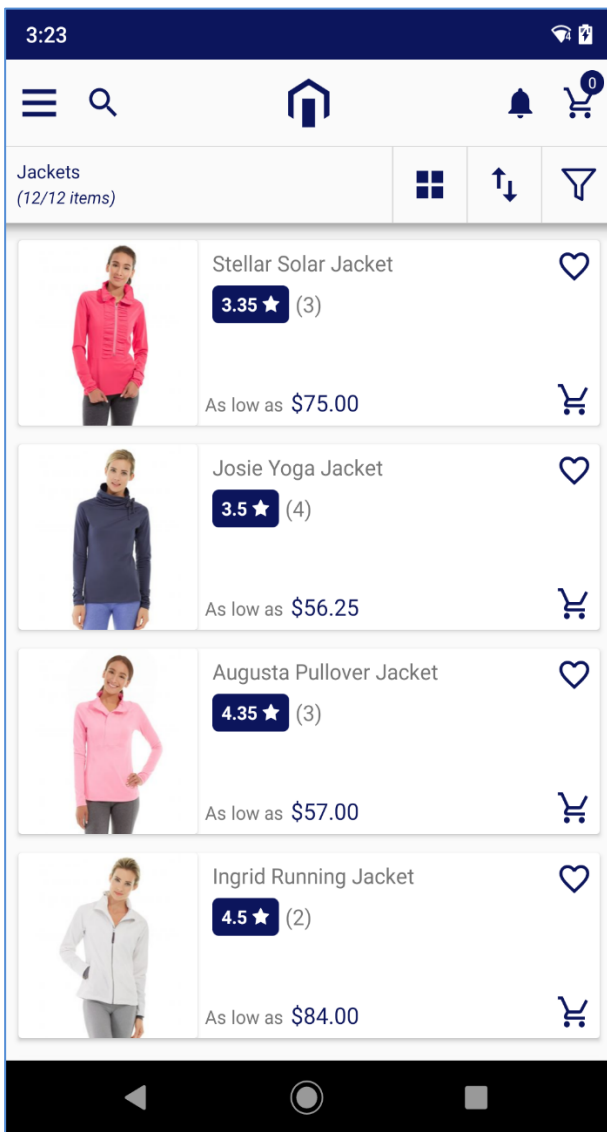 3:23
0
Jackets
(12/12 items)
Stellar Solar Jacket
3.35 ★ (3)
As low as $75.00
Josie Yoga Jacket
3.5 ★ (4)
As low as $56.25
Augusta Pullover Jacket
4.35 ★ (3)
As low as $57.00
Ingrid Running Jacket
4.5 ★ (2)
As low as $84.00